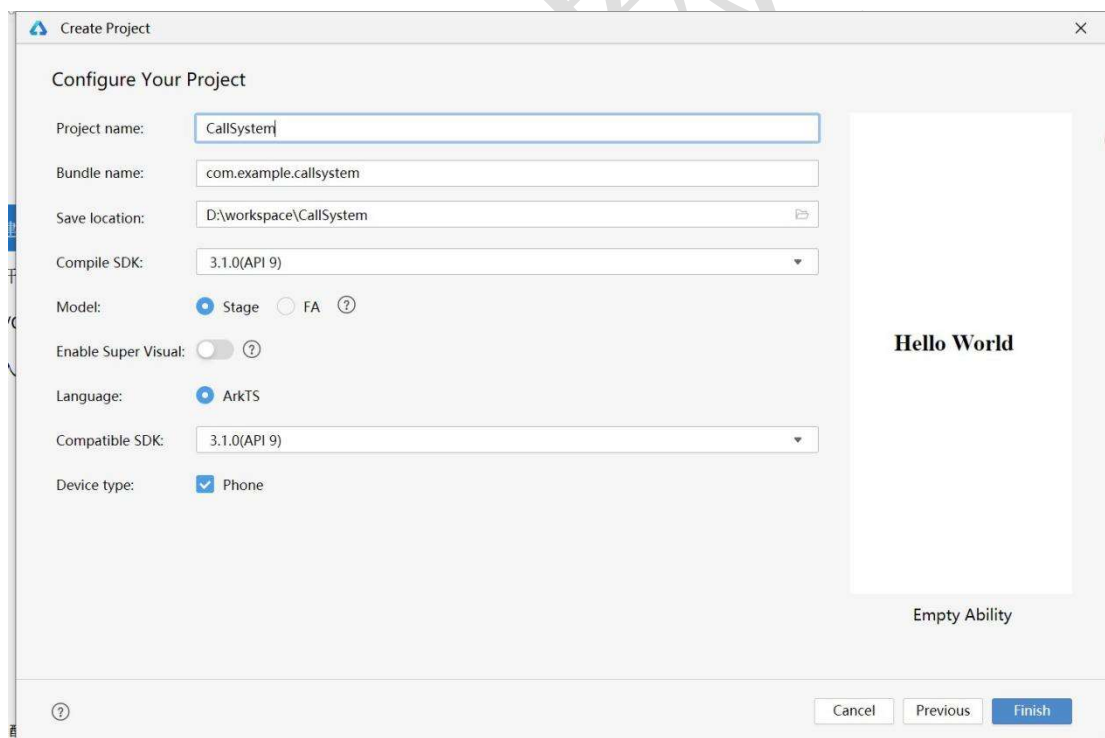 Create Project
Configure Your Project
Project name: CallSystem
Bundle name: com.example.callsystem
Save location: D:\workspace\CallSystem
Compile SDK: 3.1.0(API 9)
Model: Stage FA ?
Enable Super Visual: ?
Language: ArkTS
Compatible SDK: 3.1.0(API 9)
Device type: Phone
Hello World
Empty Ability
? Cancel Previous Finish